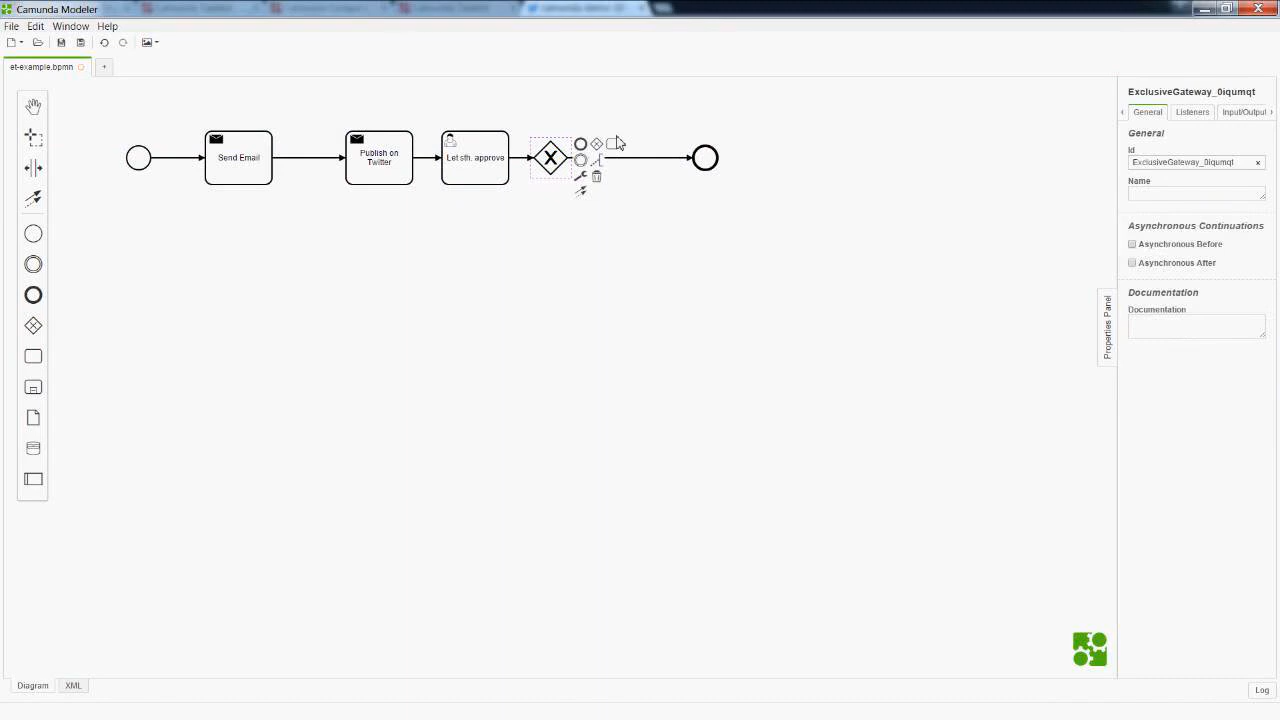 Camunda Modeler
File Edit Window Help
et-example.bpmn
+
Send Email
Publish on
Twitter
Let sth. approve
ExclusiveGateway_0iqumqt
General Listeners Input/Output
General
Id
ExclusiveGateway_0iqumqt x
Name
Asynchronous Continuations
Asynchronous Before
Asynchronous After
Documentation
Documentation
Properties Panel
Diagram XML
Log